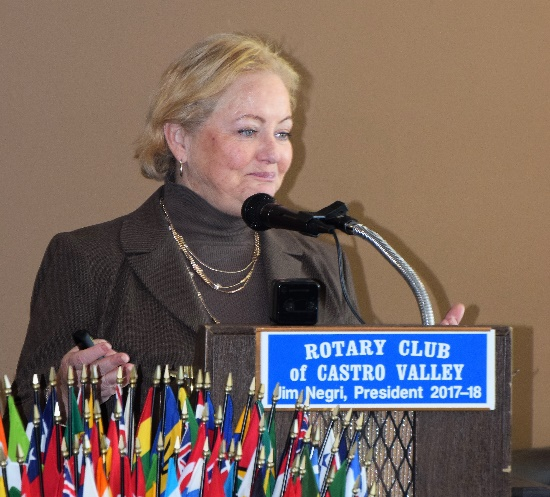 ROTARY CLUB
of CASTRO VALLEY
Jim Negri, President 2017–18